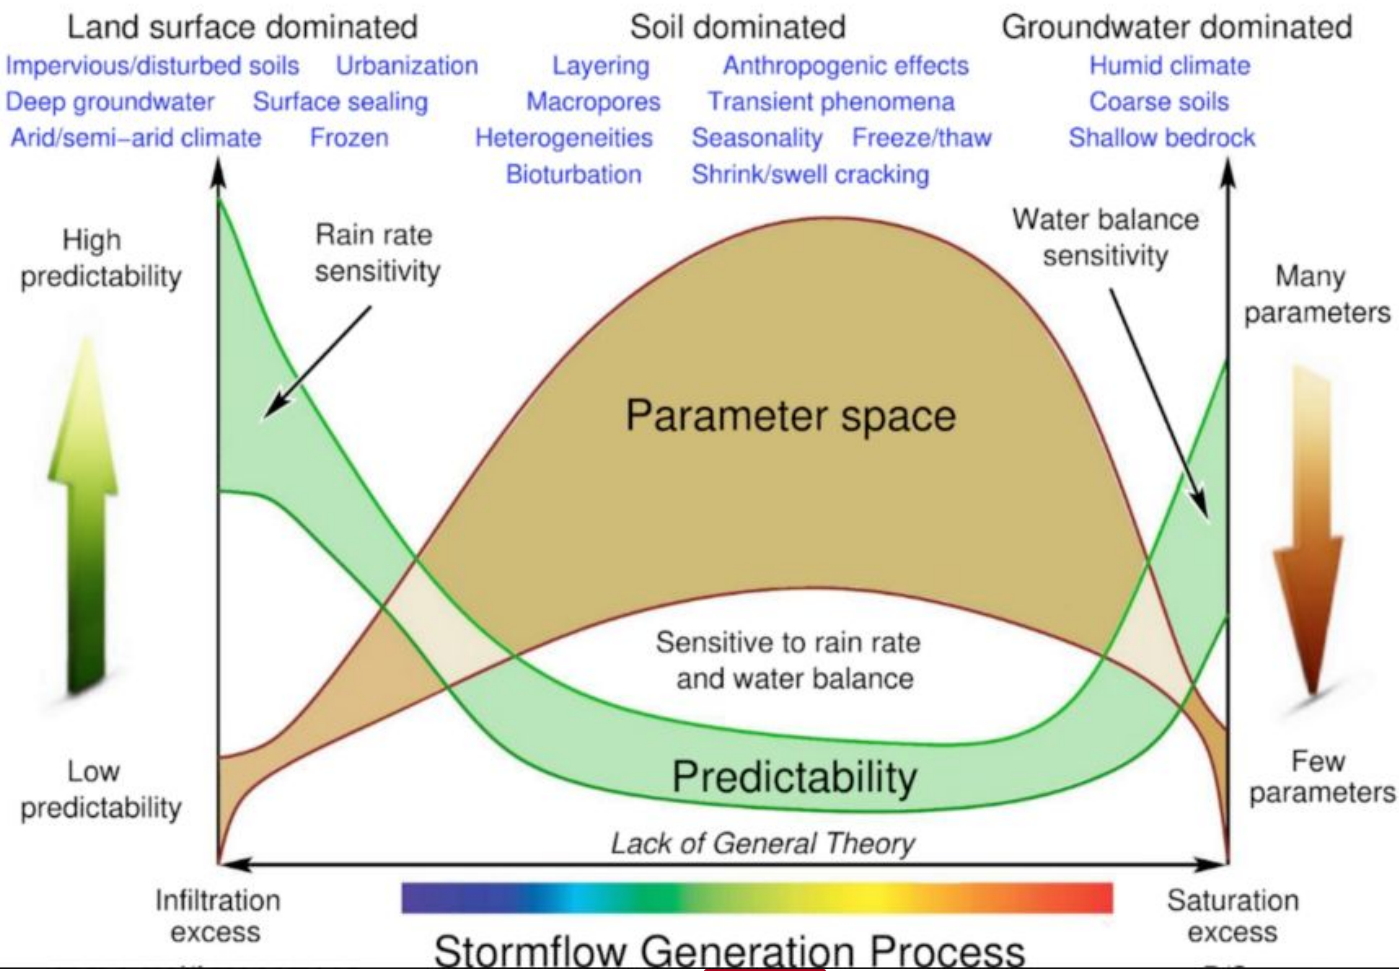 Land surface dominated
Soil dominated
Groundwater dominated
Impervious/disturbed soils Urbanization
Layering Anthropogenic effects
Humid climate
Deep groundwater Surface sealing
Macropores Transient phenomena
Coarse soils
Arid/semi-arid climate Frozen
Heterogeneities Seasonality Freeze/thaw
Shallow bedrock
Bioturbation Shrink/swell cracking
High
predictability
Rain rate
sensitivity
Water balance
sensitivity
Many
parameters
Parameter space
Sensitive to rain rate
and water balance
Low
predictability
Predictability
Few
parameters
Lack of General Theory
Infiltration
excess
Saturation
excess
Stormflow Generation Process